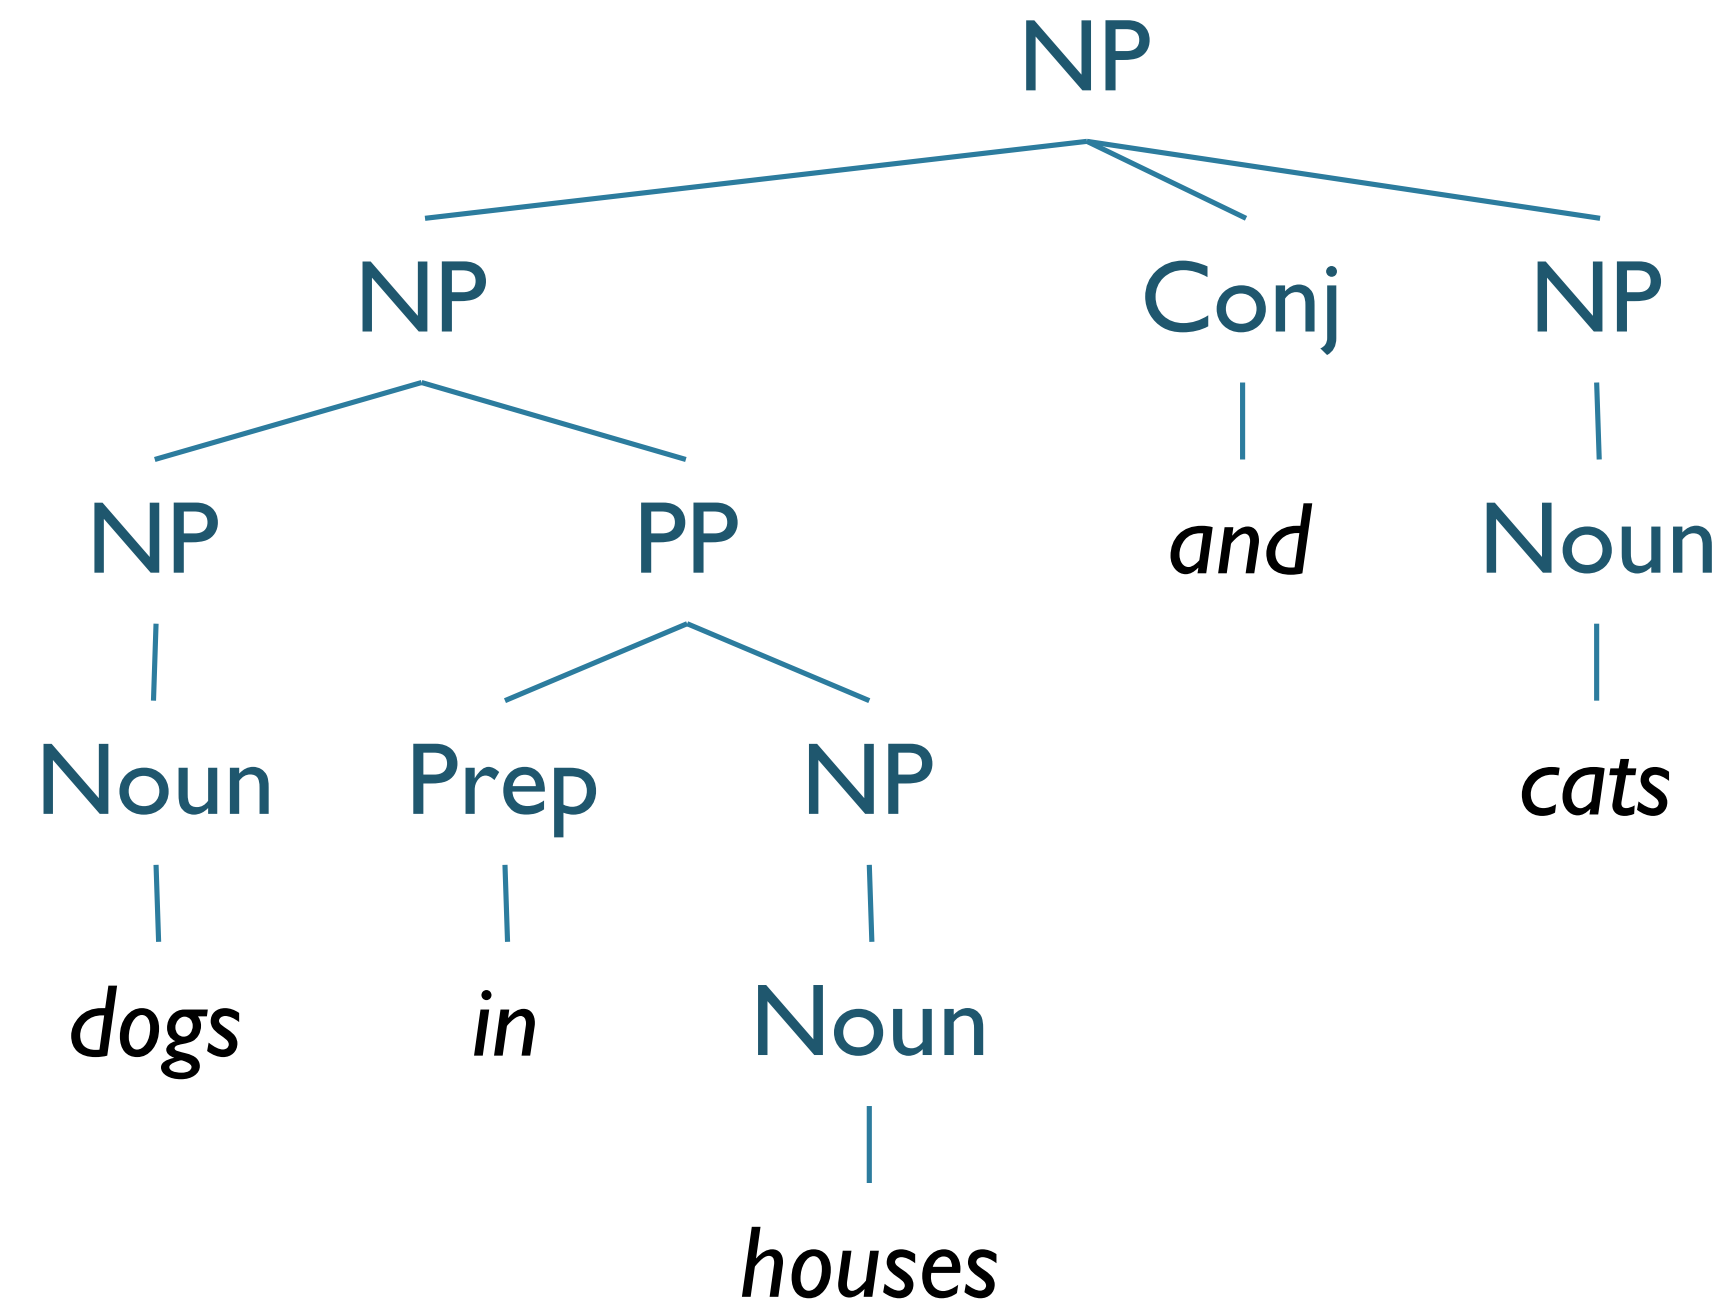 NP
NP Conj NP
NP PP and Noun
Noun Prep NP cats
dogs in Noun
houses